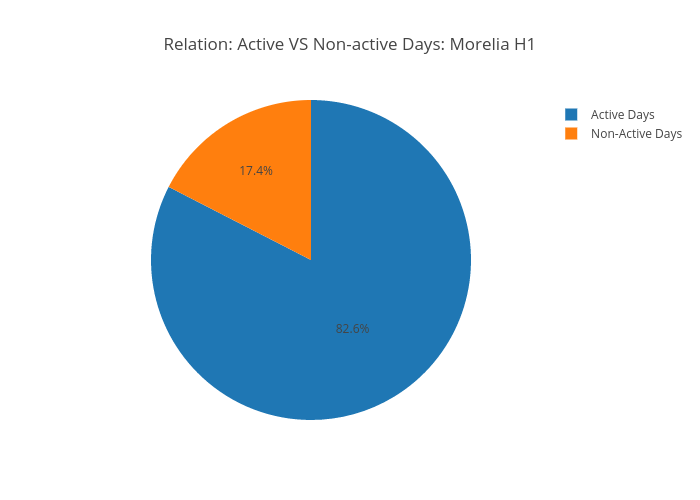 Relation: Active VS Non-active Days: Morelia H1
Active Days
Non-Active Days
17.4%
82.6%